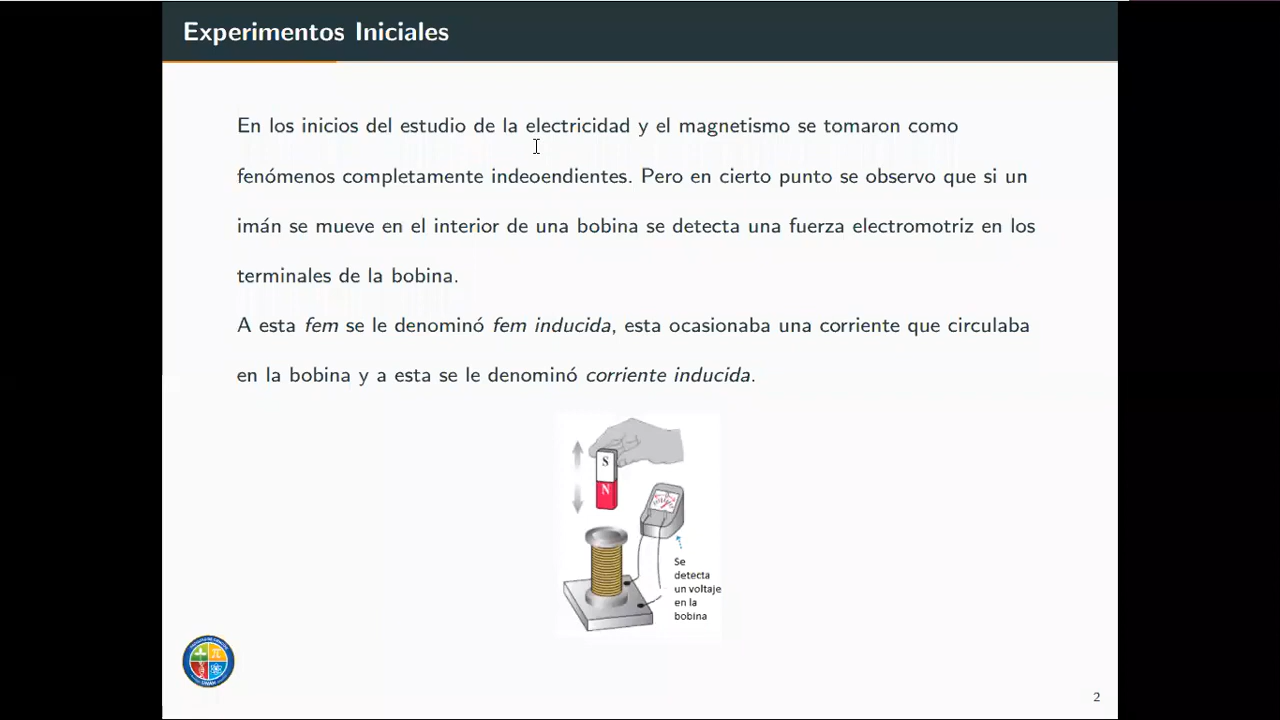 Experimentos Iniciales
En los inicios del estudio de la electricidad y el magnetismo se tomaron como
fenómenos completamente indeoendientes. Pero en cierto punto se observo que si un
imán se mueve en el interior de una bobina se detecta una fuerza electromotriz en los
terminales de la bobina.
A esta fem se le denominó fem inducida, esta ocasionaba una corriente que circulaba
en la bobina y a esta se le denominó corriente inducida.
S
N
Se
detecta
un voltaje
en la
bobina
2